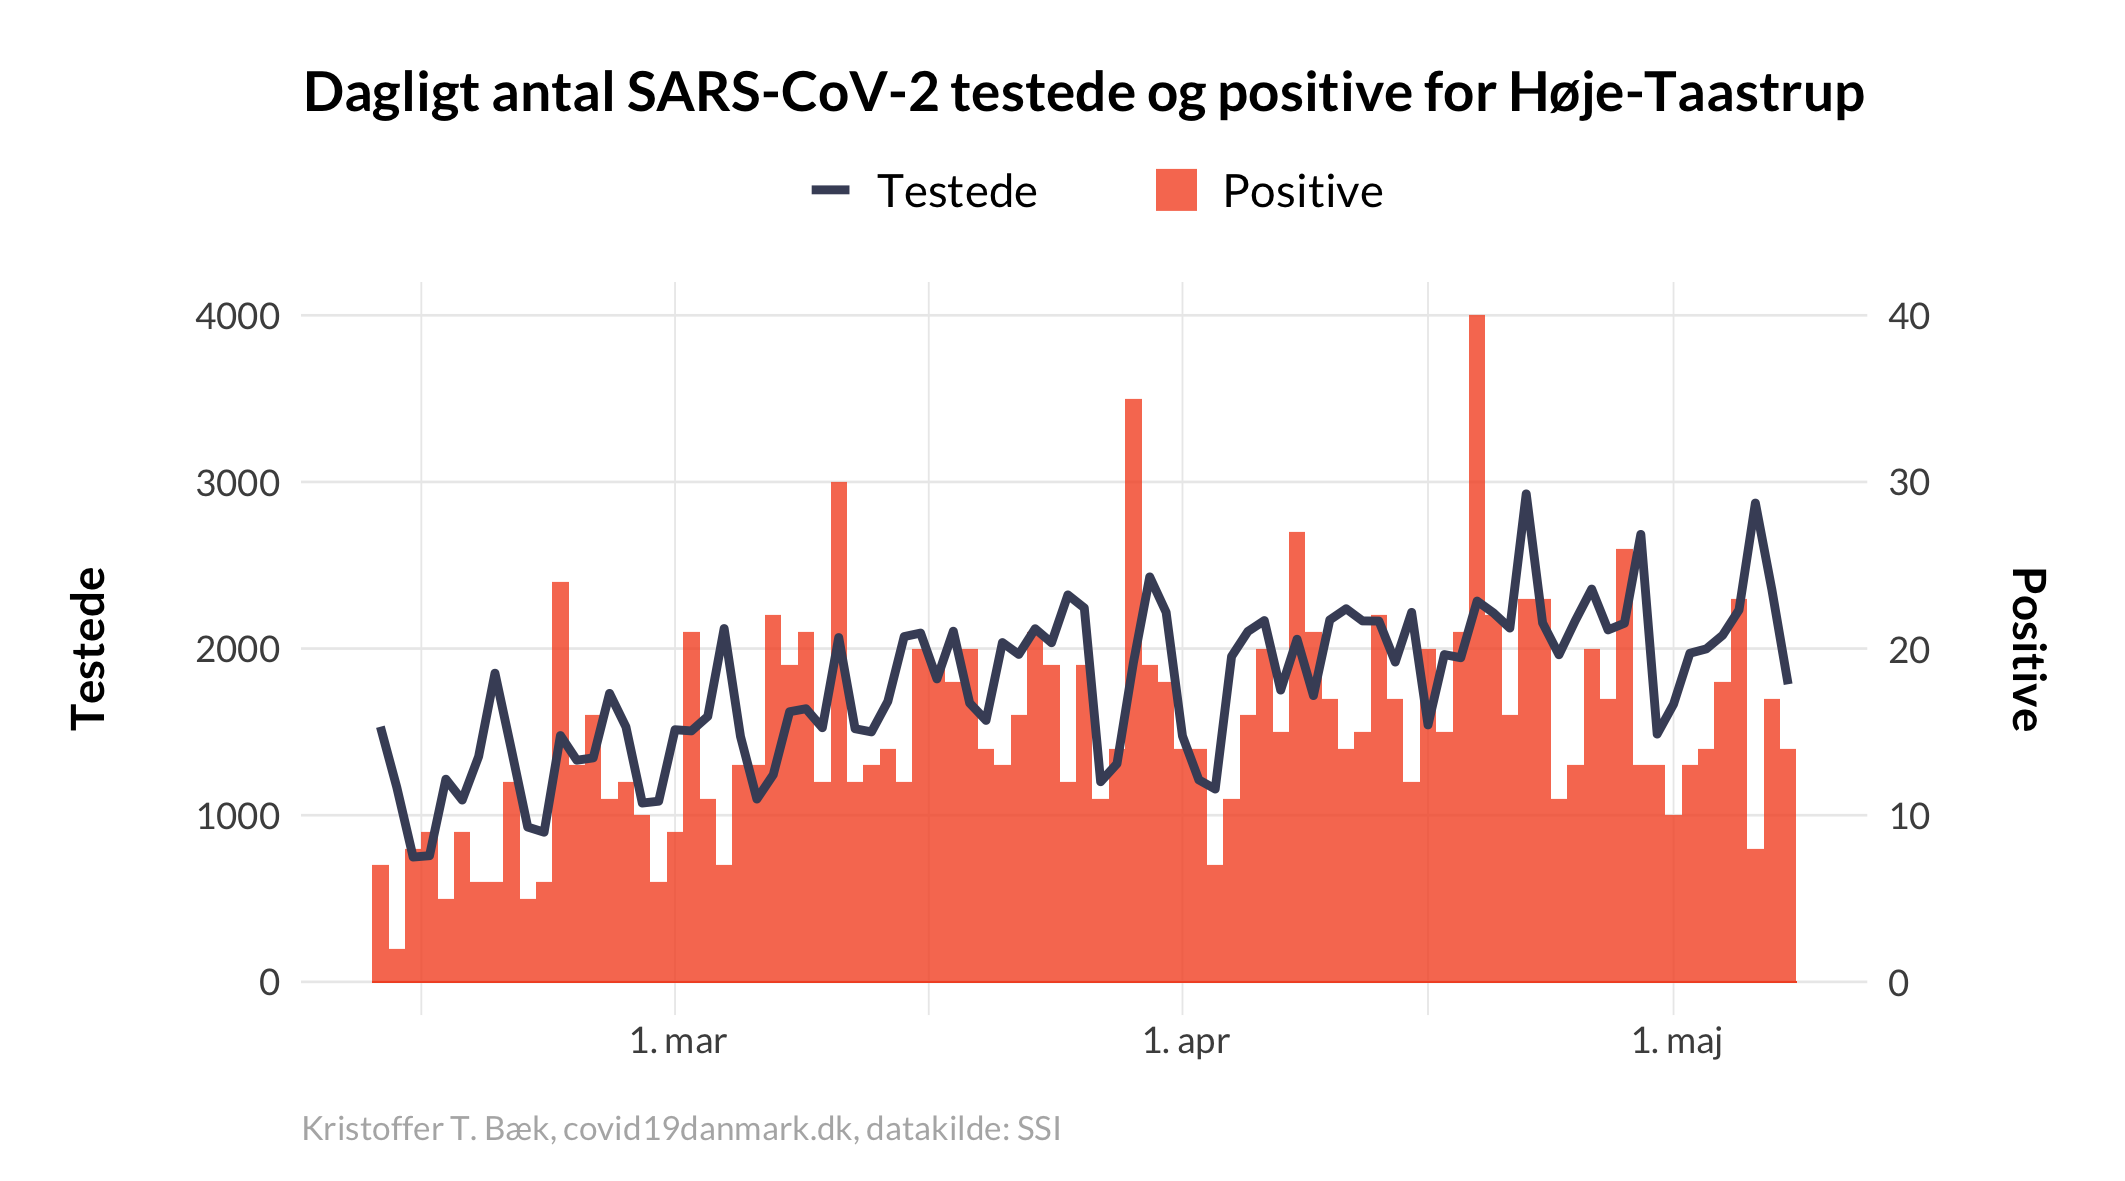 Dagligt antal SARS-CoV-2 testede og positive for Høje-Taastrup
Testede
Positive
4000
3000
2000
1000
0
40
30
20
10
0
Testede
Positive
1. mar
1. apr
1. maj
Kristoffer T. Bæk, covid19danmark.dk, datakilde: SSI